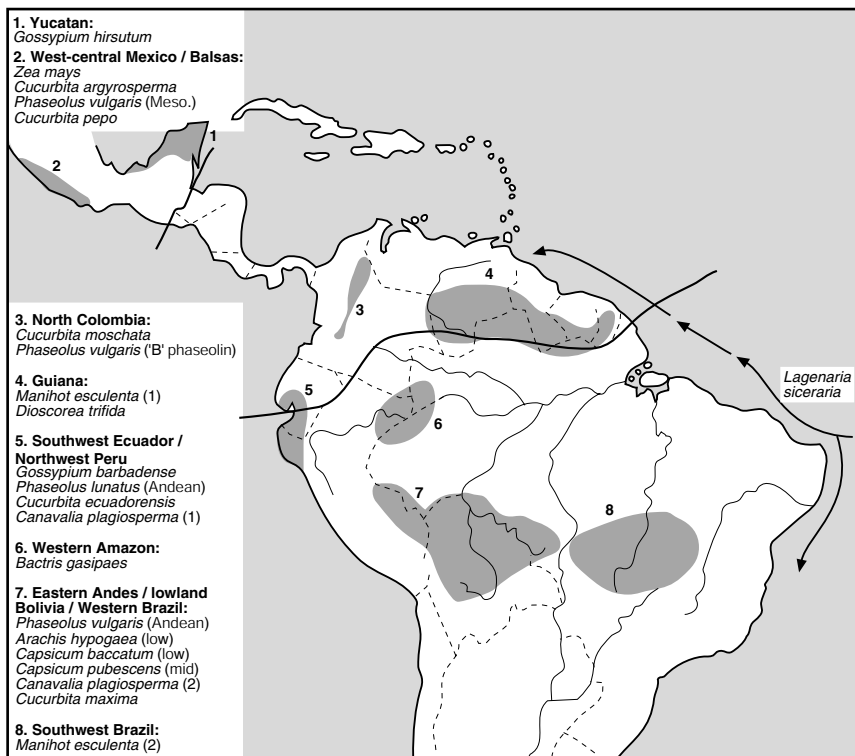 1. Yucatan:
Gossypium hirsutum
2. West-central Mexico / Balsas:
Zea mays
Cucurbita argyrosperma
Phaseolus vulgaris (Meso.)
Cucurbita pepo
1
2
3. North Colombia:
Cucurbita moschata
Phaseolus vulgaris ('B' phaseolin)
4. Guiana:
Manihot esculenta (1)
Dioscorea trifida
5. Southwest Ecuador /
Northwest Peru
Gossypium barbadense
Phaseolus lunatus (Andean)
Cucurbita ecuadorensis
Canavalia plagiosperma (1)
6. Western Amazon:
Bactris gasipaes
7. Eastern Andes / lowland
Bolivia / Western Brazil:
Phaseolus vulgaris (Andean)
Arachis hypogaea (low)
Capsicum baccatum (low)
Capsicum pubescens (mid)
Canavalia plagiosperma (2)
Cucurbita maxima
8. Southwest Brazil:
Manihot esculenta (2)
4
3
Lagenaria
siceraria
5
6
7
8